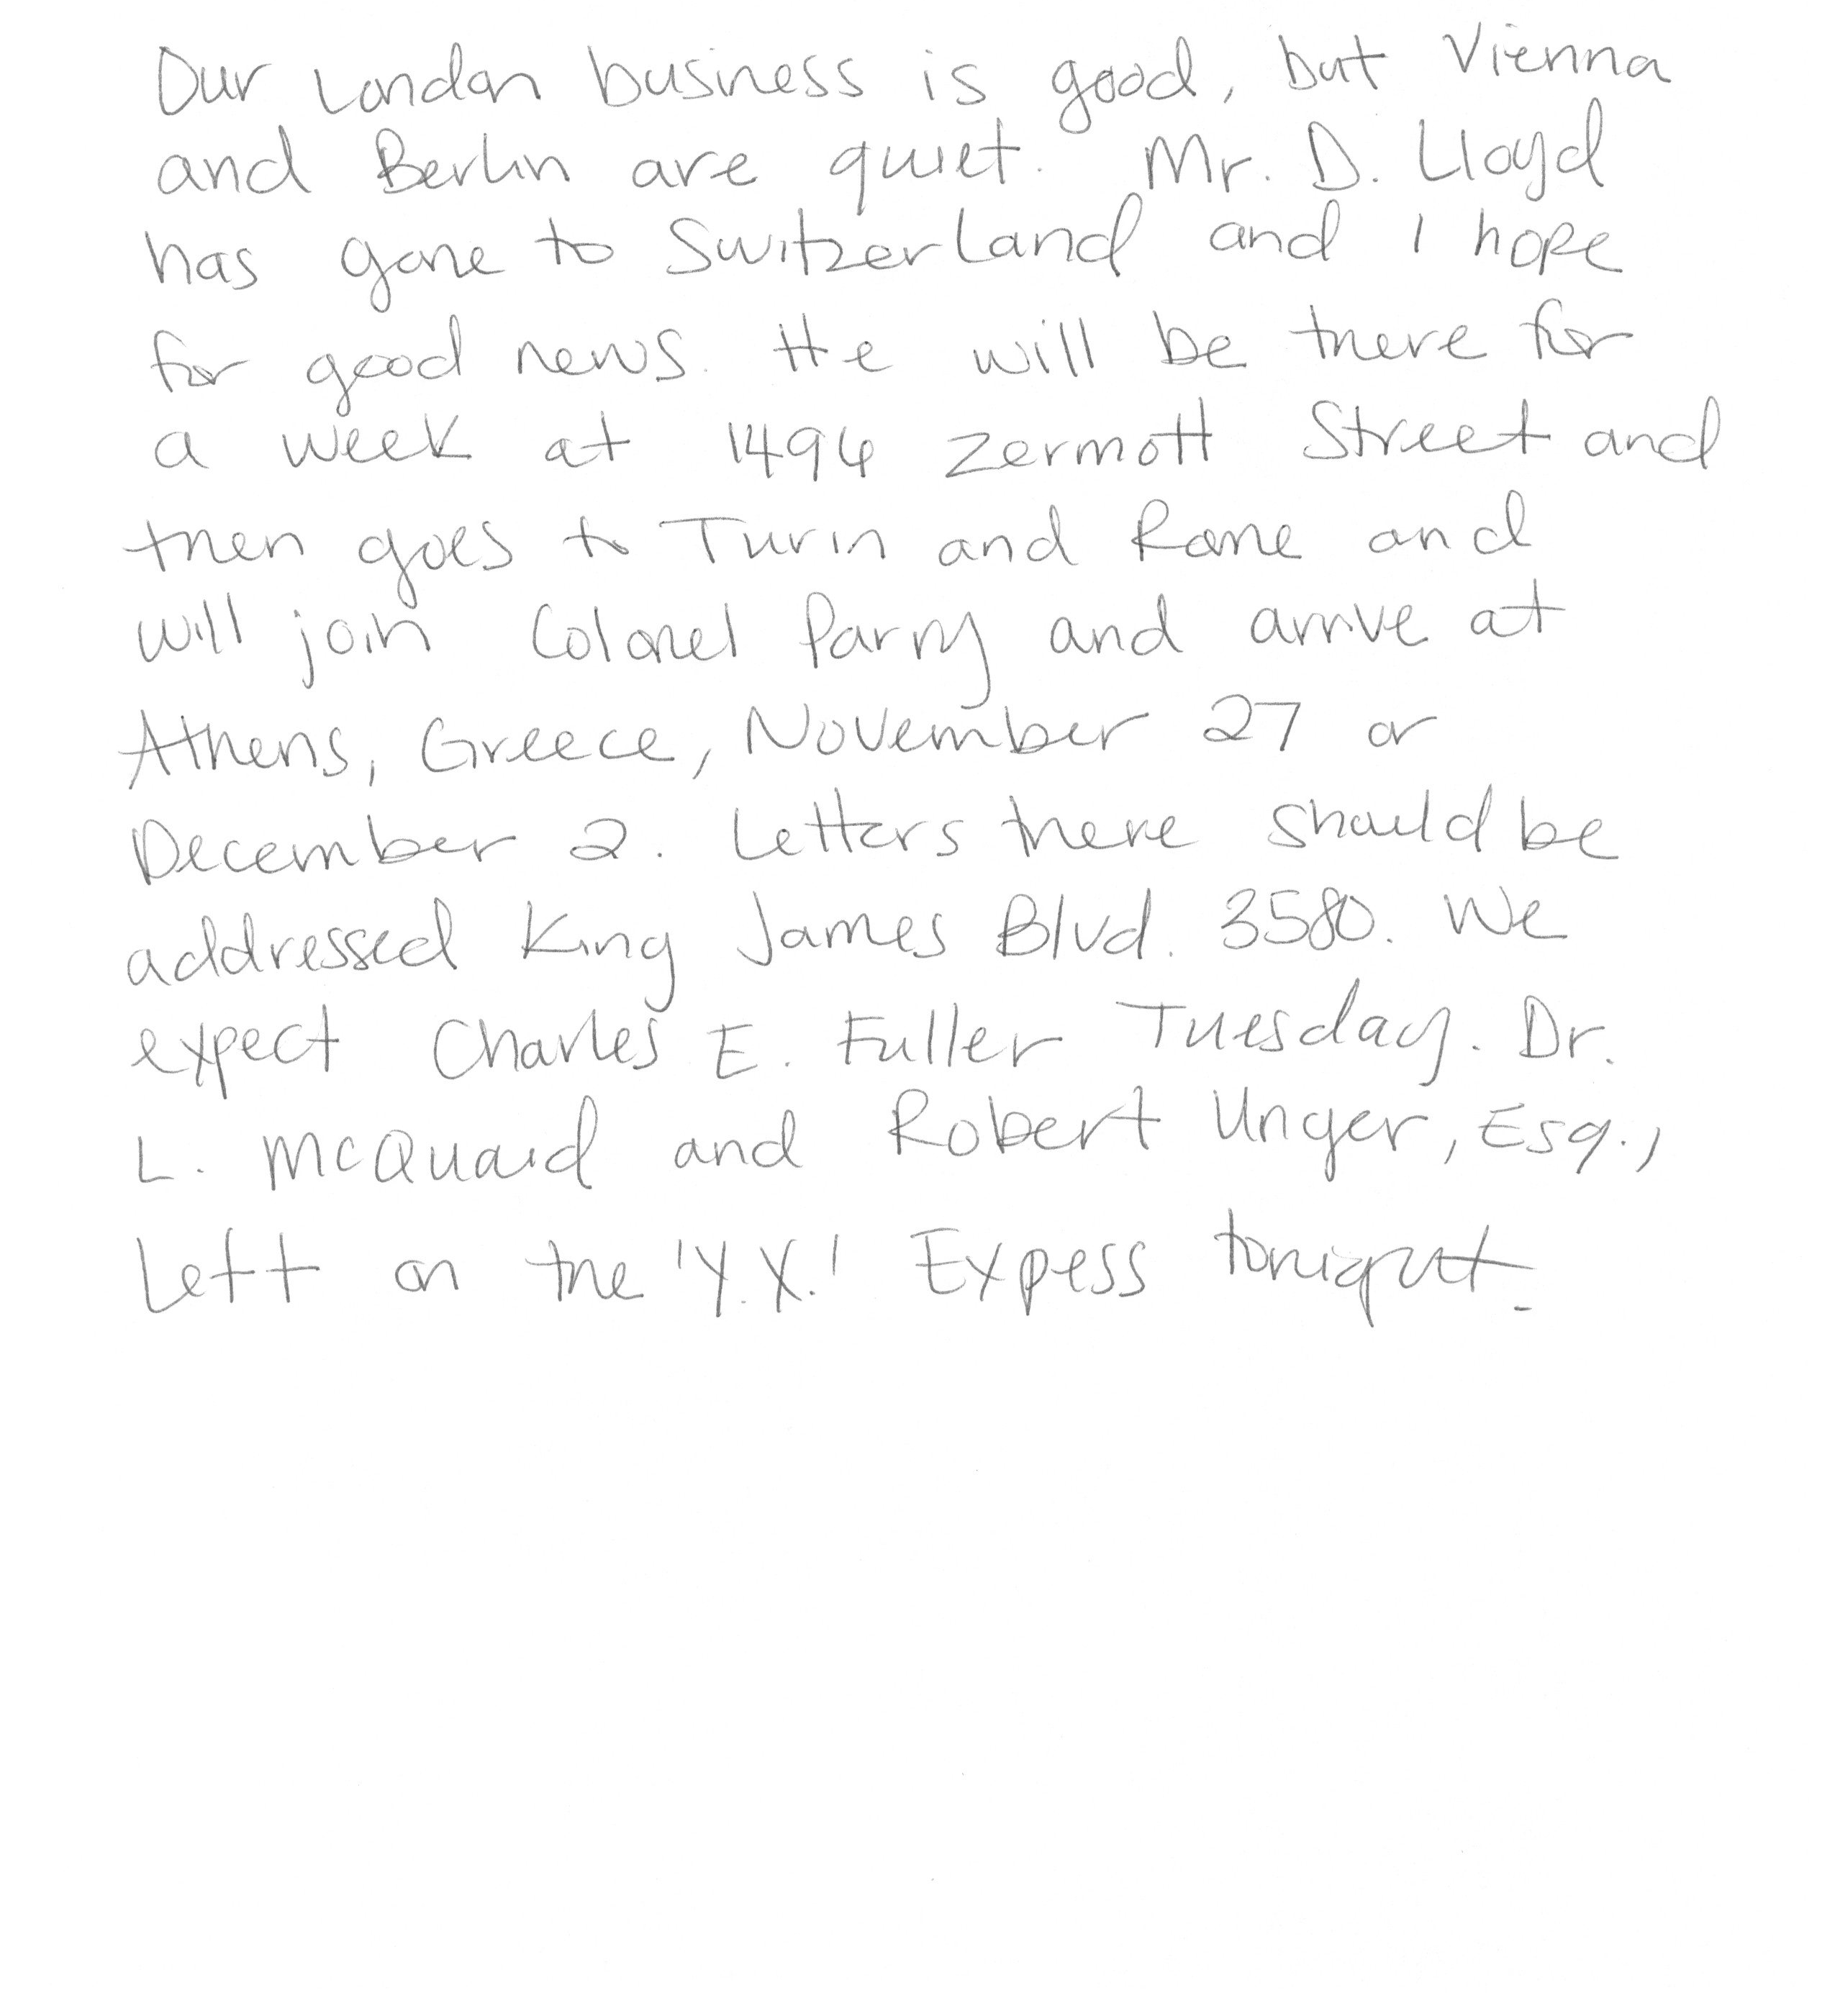 Our London business is good, but Vienna
and Berlin are quiet. Mr. D. Lloyd
has gone to Switzerland and I hope
for good news. He will be there for
a week at 1496 Zermott Street and
then goes to Turin and Rome and
will join Colonel Parry and arrive at
Athens, Greece, November 27 or
December 2. Letters there should be
addressed King James Blvd. 3580. We
expect Charles E. Fuller Tuesday. Dr.
L. McQuaid and Robert Unger, Esq.,
left on the 'Y.X.' Expess tonight.